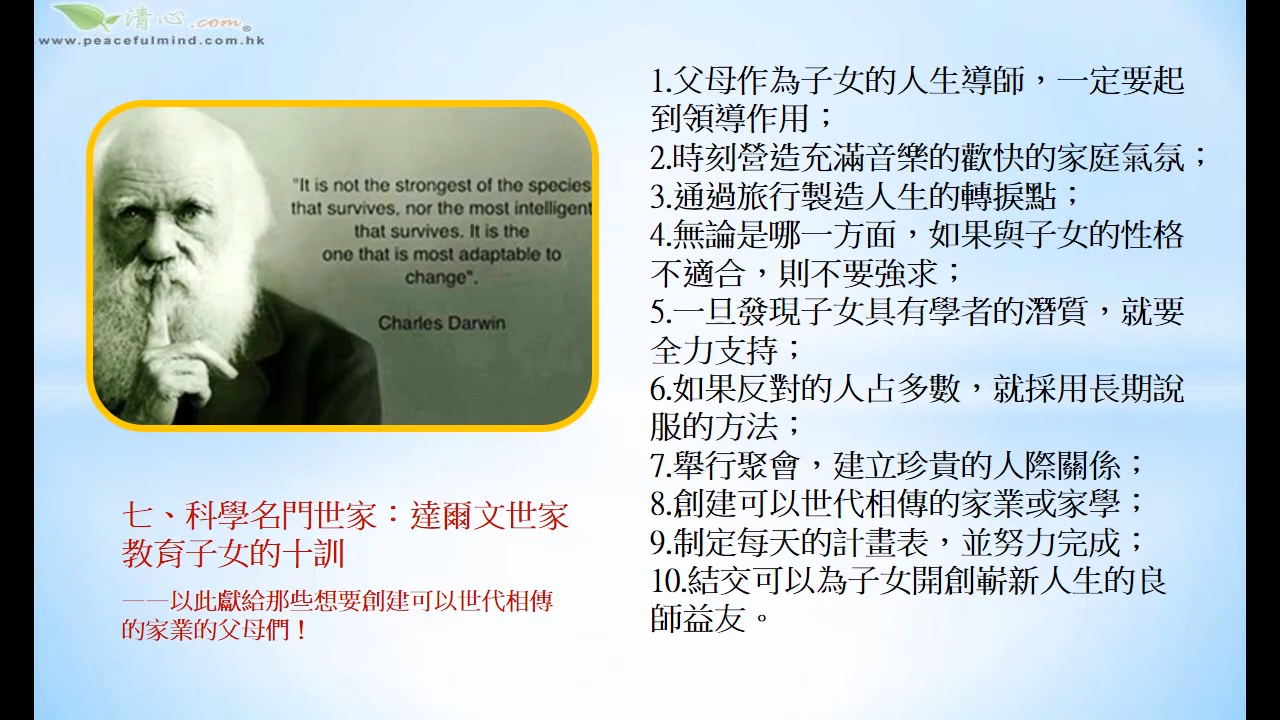 清心.com®
www.peacefulmind.com.hk
"It is not the strongest of the species
that survives, nor the most intelligent
that survives. It is the
one that is most adaptable to
change".
Charles Darwin
七、科學名門世家：達爾文世家
教育子女的十訓
——以此獻給那些想要創建可以世代相傳
的家業的父母們！
1.父母作為子女的人生導師，一定要起
到領導作用；
2.時刻營造充滿音樂的歡快的家庭氣氛；
3.通過旅行製造人生的轉捩點；
4.無論是哪一方面，如果與子女的性格
不適合，則不要強求；
5.一旦發現子女具有學者的潛質，就要
全力支持；
6.如果反對的人占多數，就採用長期說
服的方法；
7.舉行聚會，建立珍貴的人際關係；
8.創建可以世代相傳的家業或家學；
9.制定每天的計畫表，並努力完成；
10.結交可以為子女開創嶄新人生的良
師益友。